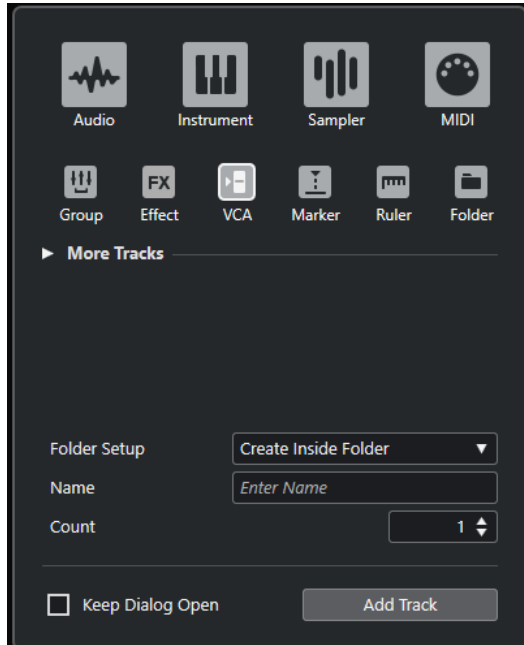 Audio Instrument Sampler MIDI
FX
Group Effect VCA Marker Ruler Folder
More Tracks
Folder Setup Create Inside Folder
Name Enter Name
Count 1
Keep Dialog Open Add Track